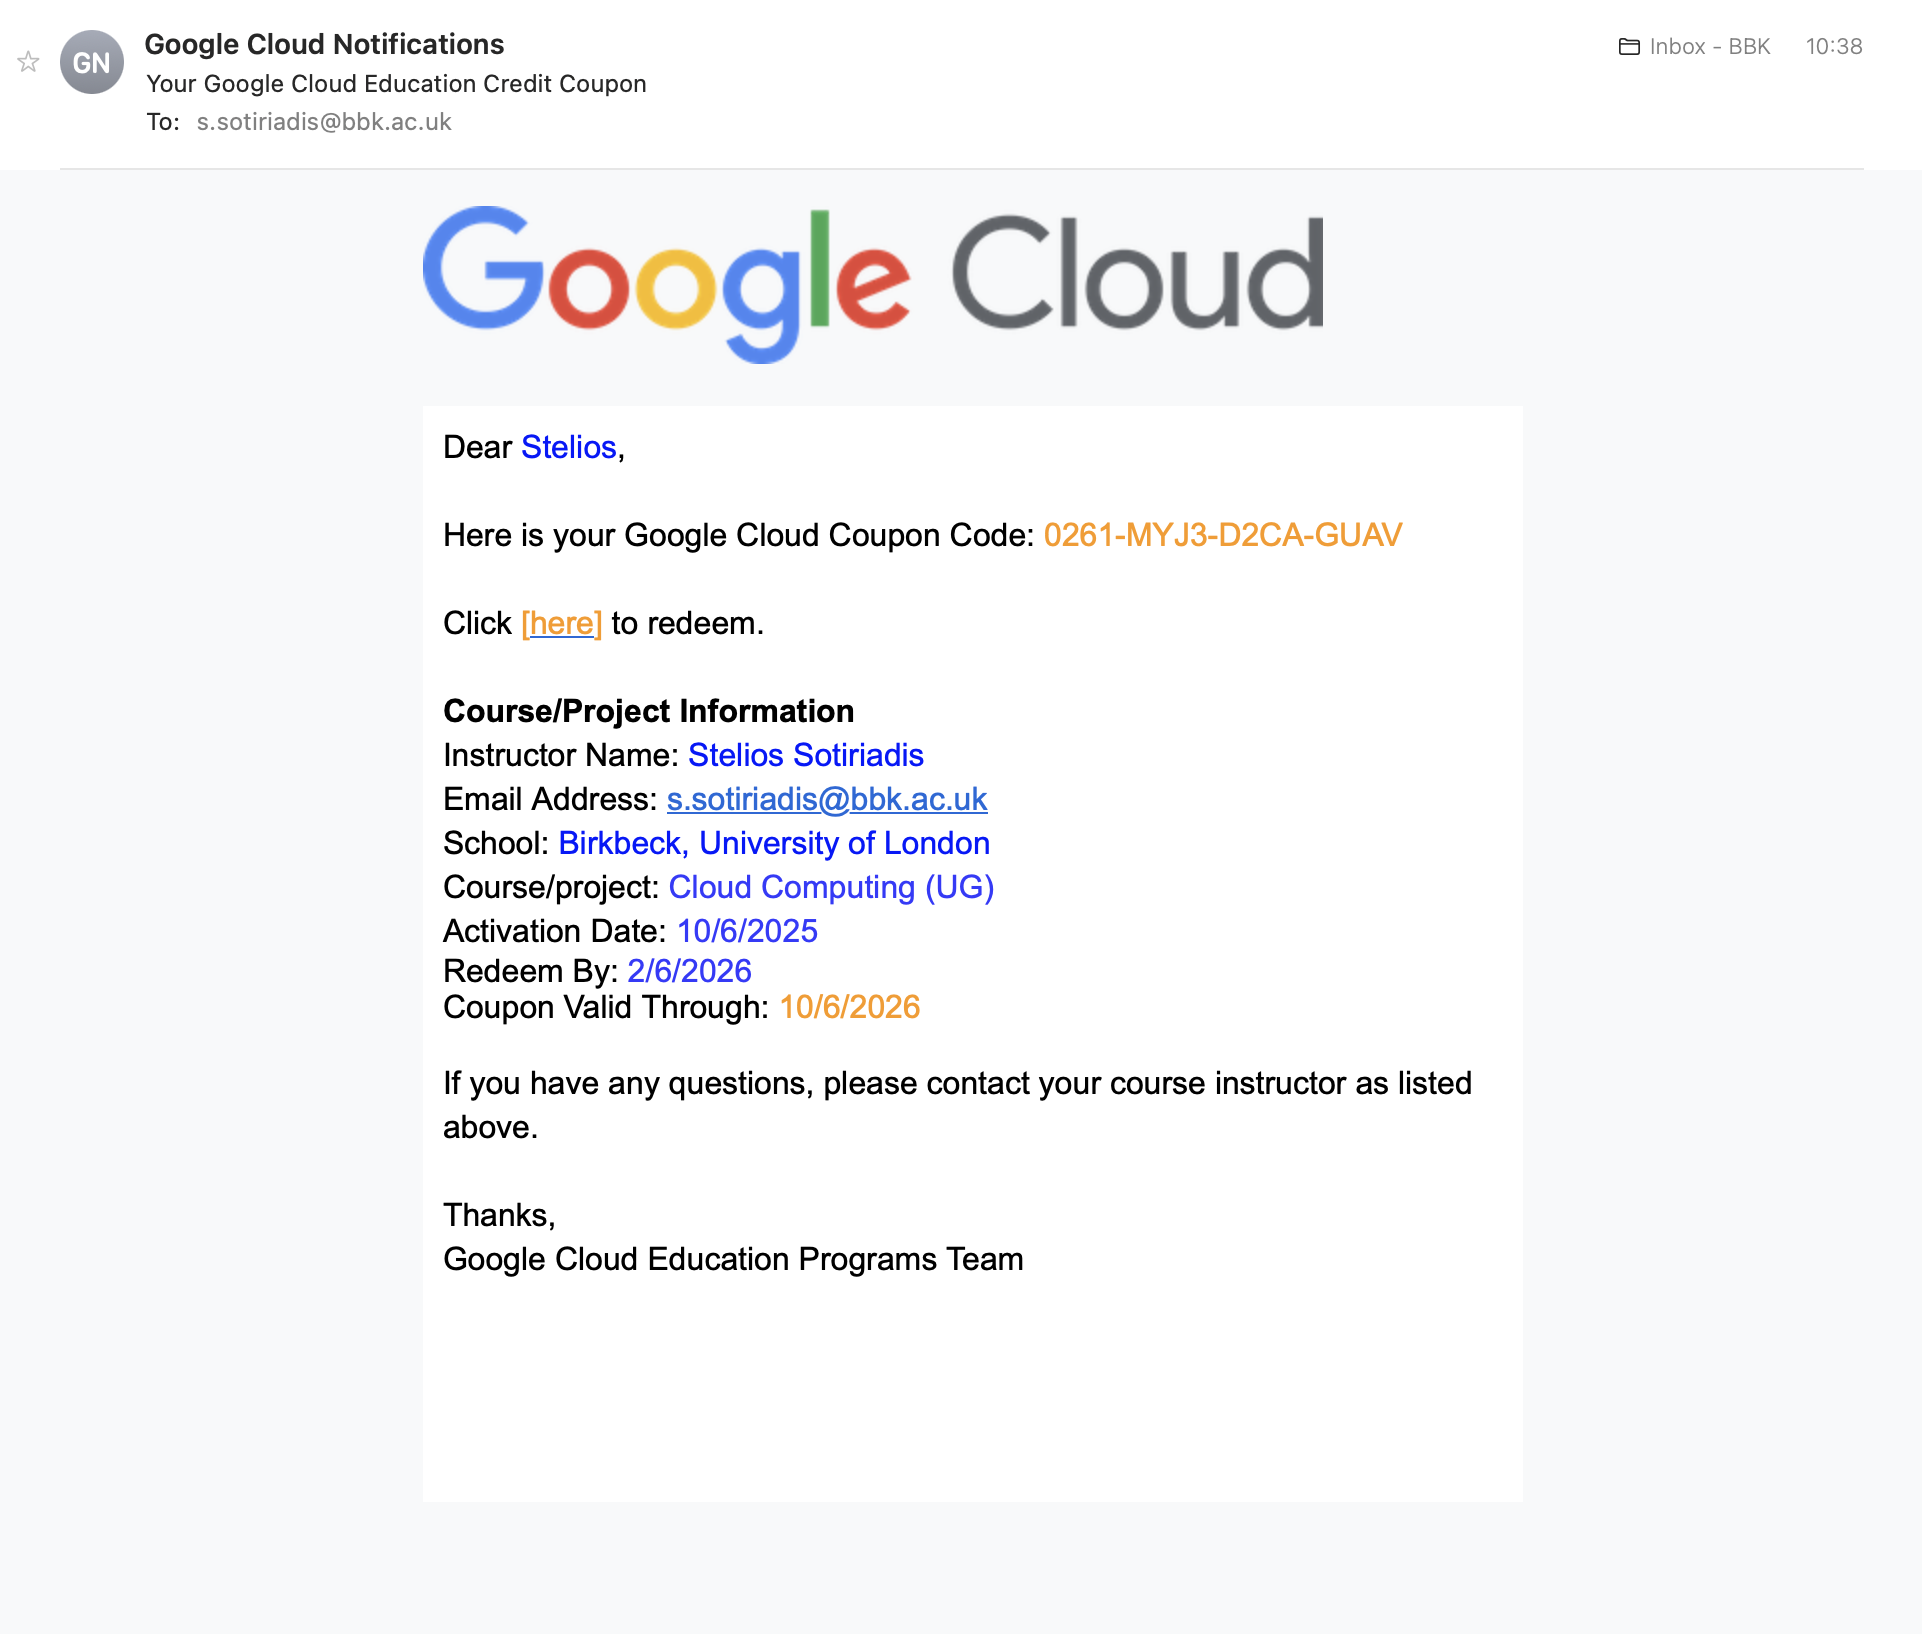 GN
Google Cloud Notifications
Inbox - BBK 10:38
Your Google Cloud Education Credit Coupon
To: s.sotiriadis@bbk.ac.uk
Google Cloud
Dear Stelios,
Here is your Google Cloud Coupon Code: 0261-MYJ3-D2CA-GUAV
Click [here] to redeem.
Course/Project Information
Instructor Name: Stelios Sotiriadis
Email Address: s.sotiriadis@bbk.ac.uk
School: Birkbeck, University of London
Course/project: Cloud Computing (UG)
Activation Date: 10/6/2025
Redeem By: 2/6/2026
Coupon Valid Through: 10/6/2026
If you have any questions, please contact your course instructor as listed
above.
Thanks,
Google Cloud Education Programs Team